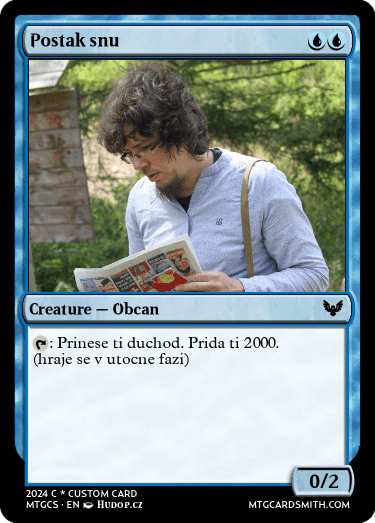 Postak snu
Creature — Obcan
: Prinese ti duchod. Prida ti 2000.
(hraje se v utocne fazi)
0/2
2024 C * CUSTOM CARD
MTGCS · EN HUDOP.CZ
MTGCARDSMITH.COM